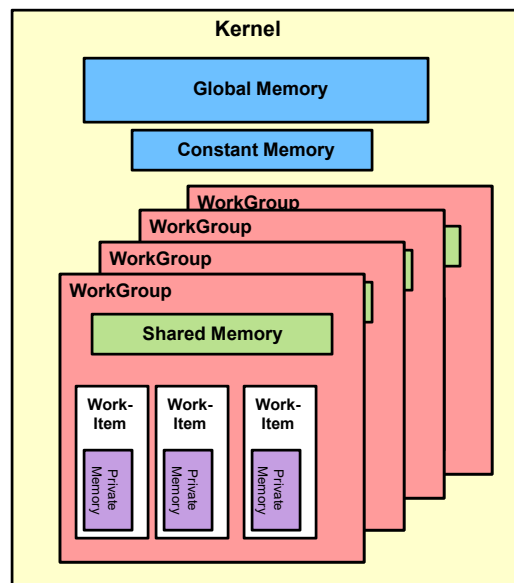 Kernel
Global Memory
Constant Memory
WorkGroup
WorkGroup
WorkGroup
WorkGroup
Shared Memory
Work-
Item
Private
Memory
Work-
Item
Private
Memory
Work-
Item
Private
Memory